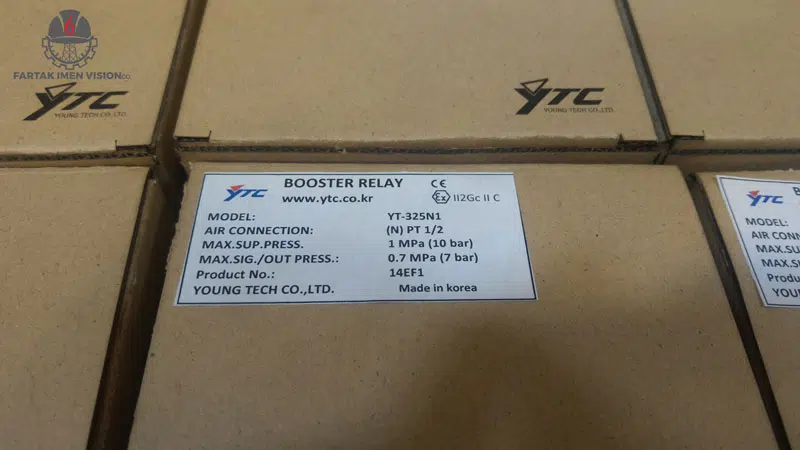 FARTAK IMEN VISION CO.
YTC
YOUNG TECH CO.,LTD.
YTC
YOUNG TECH CO.,LTD.
YTC BOOSTER RELAY CE
www.ytc.co.kr Ex II2Gc II C
MODEL: YT-325N1
AIR CONNECTION: (N) PT 1/2
MAX.SUP.PRESS. 1 MPa (10 bar)
MAX.SIG./OUT PRESS.: 0.7 MPa (7 bar)
Product No.: 14EF1
YOUNG TECH CO.,LTD. Made in korea
YTC
MODEL:
AIR CONN
MAX.SU
MAX.S
Produ
YOU